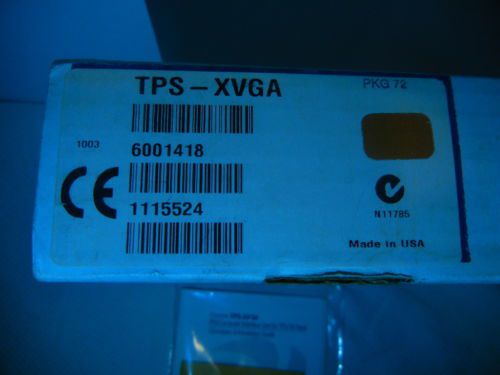 TPS-XVGA
PKG 72
1003
6001418
CE
1115524
N11785
Made in USA